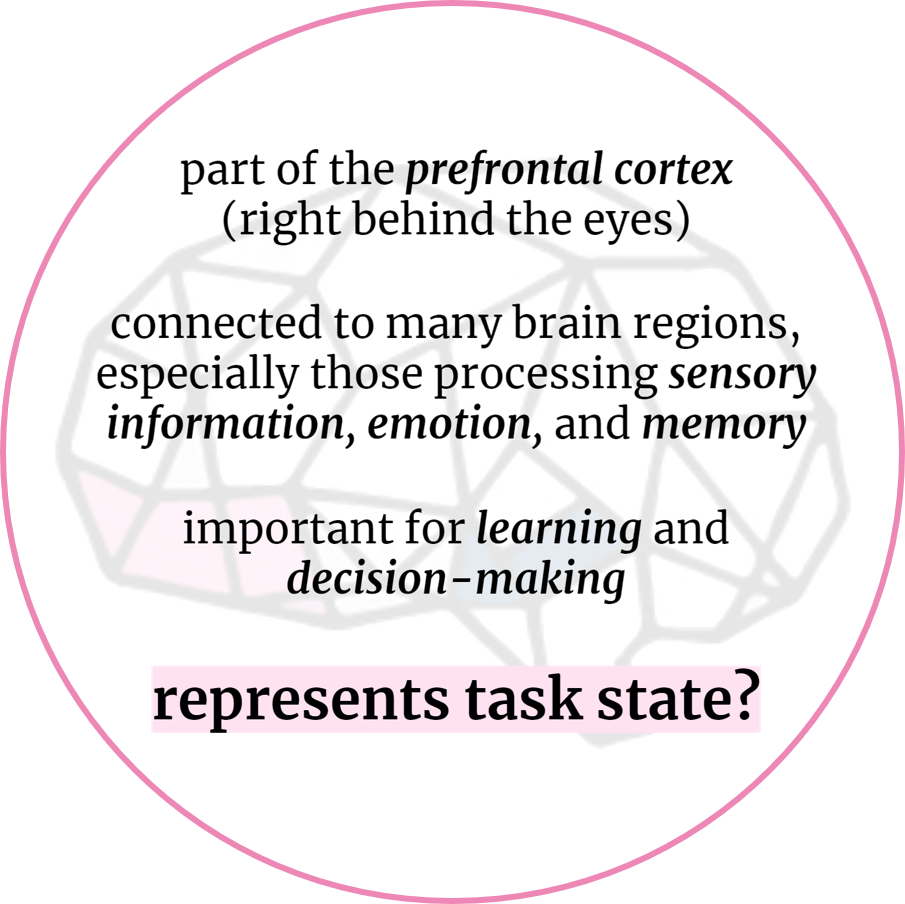 part of the prefrontal cortex
(right behind the eyes)
connected to many brain regions,
especially those processing sensory
information, emotion, and memory
important for learning and
decision-making
represents task state?